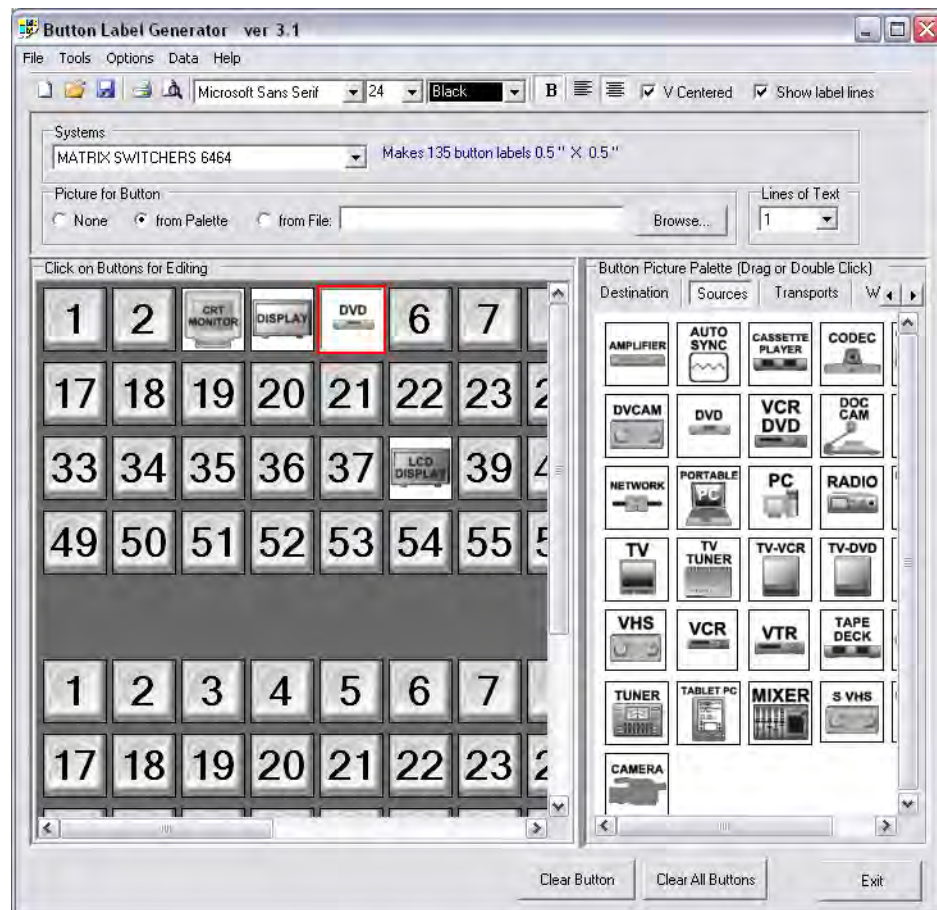 Button Label Generator ver 3.1
File Tools Options Data Help
Microsoft Sans Serif 24 Black B V Centered Show label lines
Systems
MATRIX SWITCHERS 6464 Makes 135 button labels 0.5 " X 0.5 "
Picture for Button Lines of Text
None from Palette from File: Browse... 1
Click on Buttons for Editing
1 2 CRT MONITOR DISPLAY DVD 6 7
17 18 19 20 21 22 23 2
33 34 35 36 37 LCD DISPLAY 39 4
49 50 51 52 53 54 55 5
1 2 3 4 5 6 7
17 18 19 20 21 22 23 2
Button Picture Palette (Drag or Double Click)
Destination Sources Transports W
AMPLIFIER AUTO SYNC CASSETTE PLAYER CODEC
DVCAM DVD VCR DVD DOC CAM
NETWORK PORTABLE PC PC RADIO
TV TV TUNER TV-VCR TV-DVD
VHS VCR VTR TAPE DECK
TUNER TABLET PC MIXER S VHS
CAMERA
Clear Button Clear All Buttons Exit